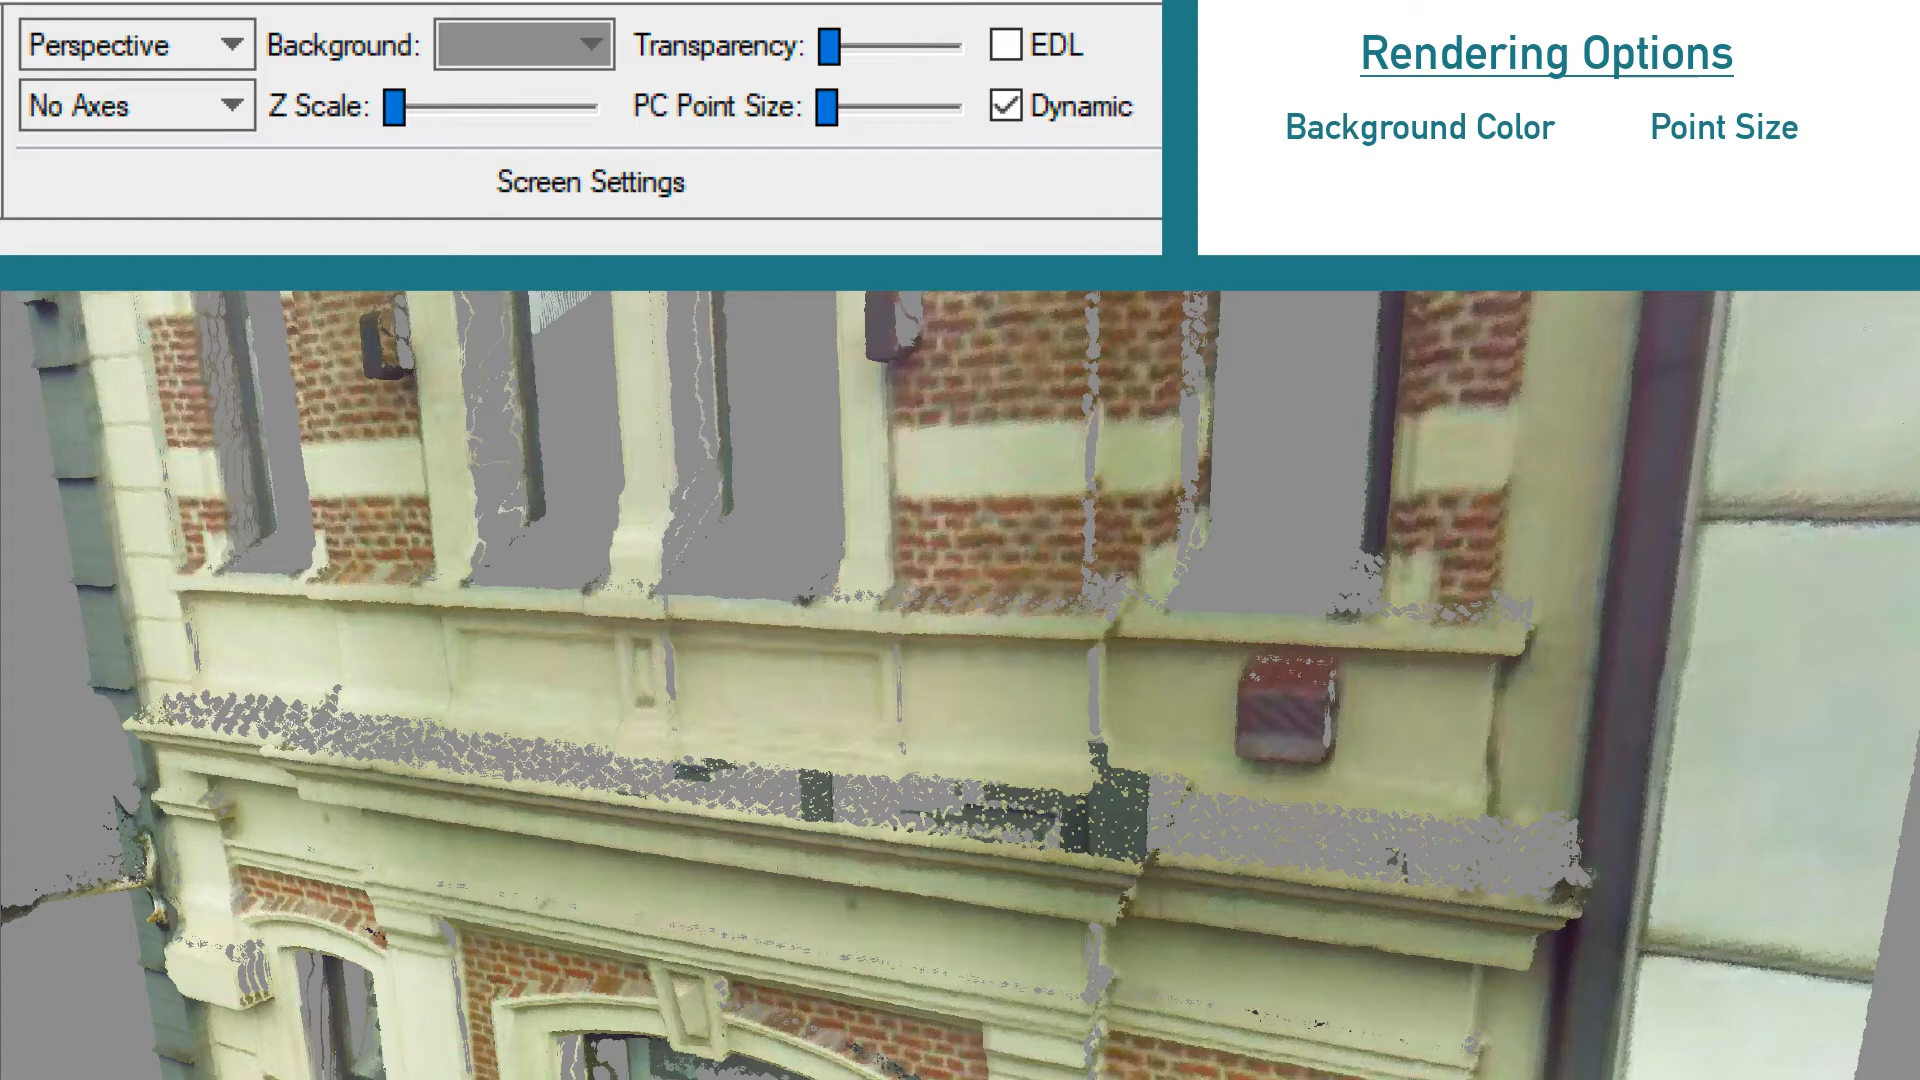 Perspective Background: Transparency: EDL
No Axes Z Scale: PC Point Size: Dynamic
Screen Settings
Rendering Options
Background Color Point Size